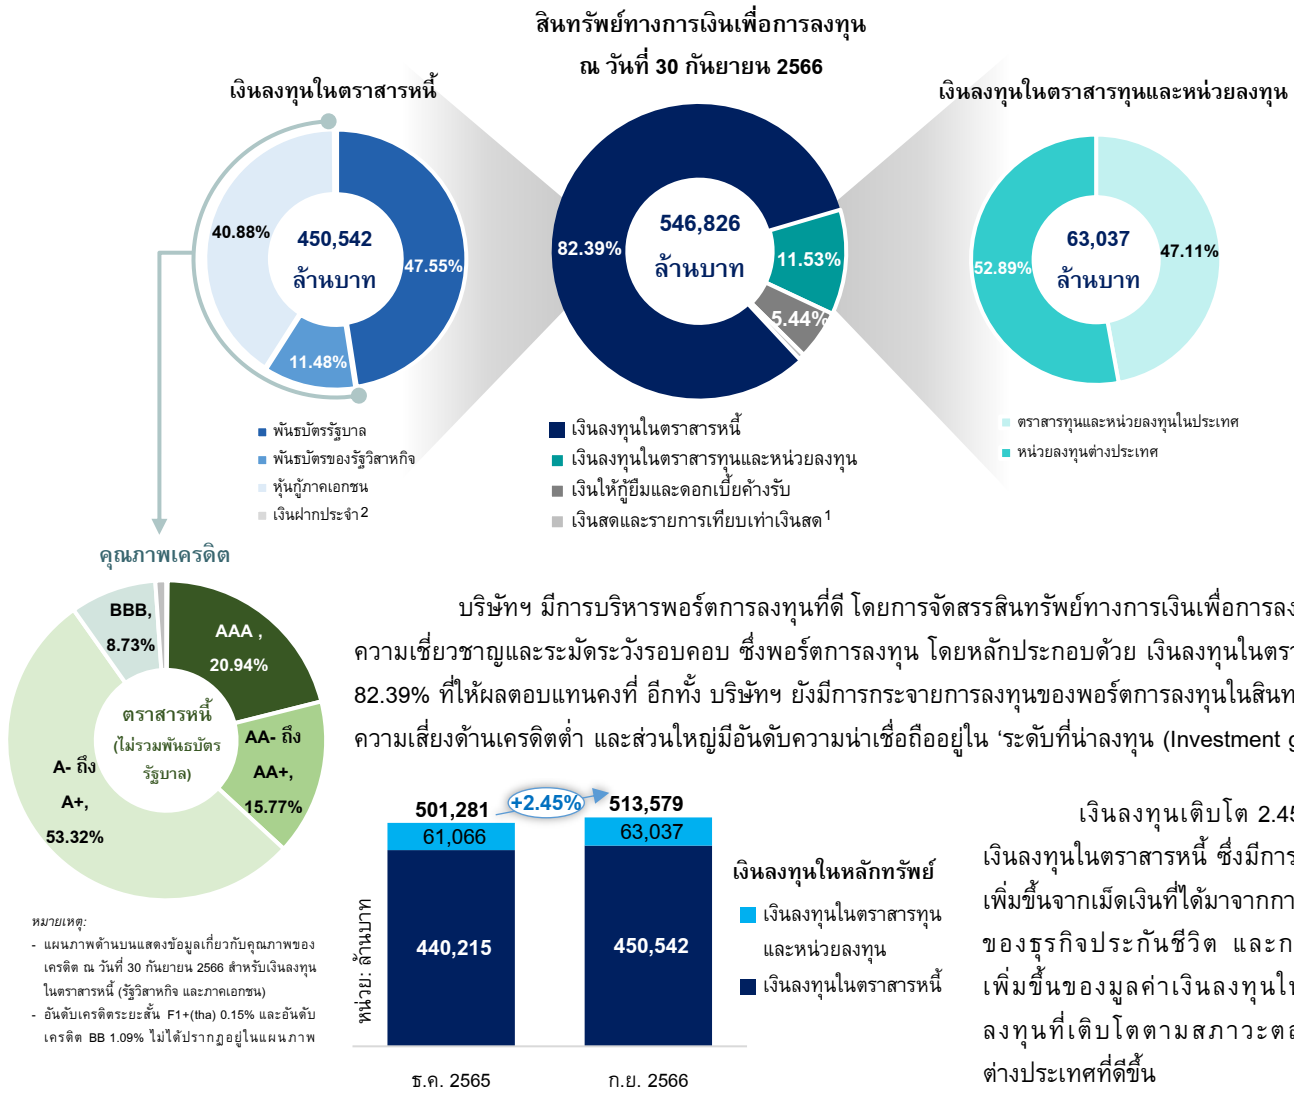 สินทรัพย์ทางการเงินเพื่อการลงทุน
ณ วันที่ 30 กันยายน 2566
เงินลงทุนในตราสารหนี้
40.88%
450,542
ล้านบาท
47.55%
11.48%
พันธบัตรรัฐบาล
พันธบัตรของรัฐวิสาหกิจ
หุ้นกู้ภาคเอกชน
เงินฝากประจำ2
82.39%
546,826
ล้านบาท
11.53%
5.44%
เงินลงทุนในตราสารหนี้
เงินลงทุนในตราสารทุนและหน่วยลงทุน
เงินให้กู้ยืมและดอกเบี้ยค้างรับ
เงินสดและรายการเทียบเท่าเงินสด1
เงินลงทุนในตราสารทุนและหน่วยลงทุน
52.89%
63,037
ล้านบาท
47.11%
ตราสารทุนและหน่วยลงทุนในประเทศ
หน่วยลงทุนต่างประเทศ
คุณภาพเครดิต
BBB,
8.73%
AAA ,
20.94%
ตราสารหนี้
(ไม่รวมพันธบัตร
รัฐบาล)
AA- ถึง
AA+,
15.77%
A- ถึง
A+,
53.32%
หมายเหตุ:
- แผนภาพด้านบนแสดงข้อมูลเกี่ยวกับคุณภาพของ
เครดิต ณ วันที่ 30 กันยายน 2566 สำหรับเงินลงทุน
ในตราสารหนี้ (รัฐวิสาหกิจ และภาคเอกชน)
- อันดับเครดิตระยะสั้น F1+(tha) 0.15% และอันดับ
เครดิต BB 1.09% ไม่ได้ปรากฏอยู่ในแผนภาพ
บริษัทฯ มีการบริหารพอร์ตการลงทุนที่ดี โดยการจัดสรรสินทรัพย์ทางการเงินเพื่อการลง
ความเชี่ยวชาญและระมัดระวังรอบคอบ ซึ่งพอร์ตการลงทุน โดยหลักประกอบด้วย เงินลงทุนในตรา
82.39% ที่ให้ผลตอบแทนคงที่ อีกทั้ง บริษัทฯ ยังมีการกระจายการลงทุนของพอร์ตการลงทุนในสินท
ความเสี่ยงด้านเครดิตต่ำ และส่วนใหญ่มีอันดับความน่าเชื่อถืออยู่ใน ‘ระดับที่น่าลงทุน (Investment g
หน่วย: ล้านบาท
501,281
+2.45%
513,579
61,066
63,037
440,215
450,542
ธ.ค. 2565
ก.ย. 2566
เงินลงทุนในหลักทรัพย์
เงินลงทุนในตราสารทุน
และหน่วยลงทุน
เงินลงทุนในตราสารหนี้
เงินลงทุนเติบโต 2.45
เงินลงทุนในตราสารหนี้ ซึ่งมีการ
เพิ่มขึ้นจากเม็ดเงินที่ได้มาจากกา
ของธุรกิจประกันชีวิต และก
เพิ่มขึ้นของมูลค่าเงินลงทุนใน
ลงทุนที่เติบโตตามสภาวะตล
ต่างประเทศที่ดีขึ้น